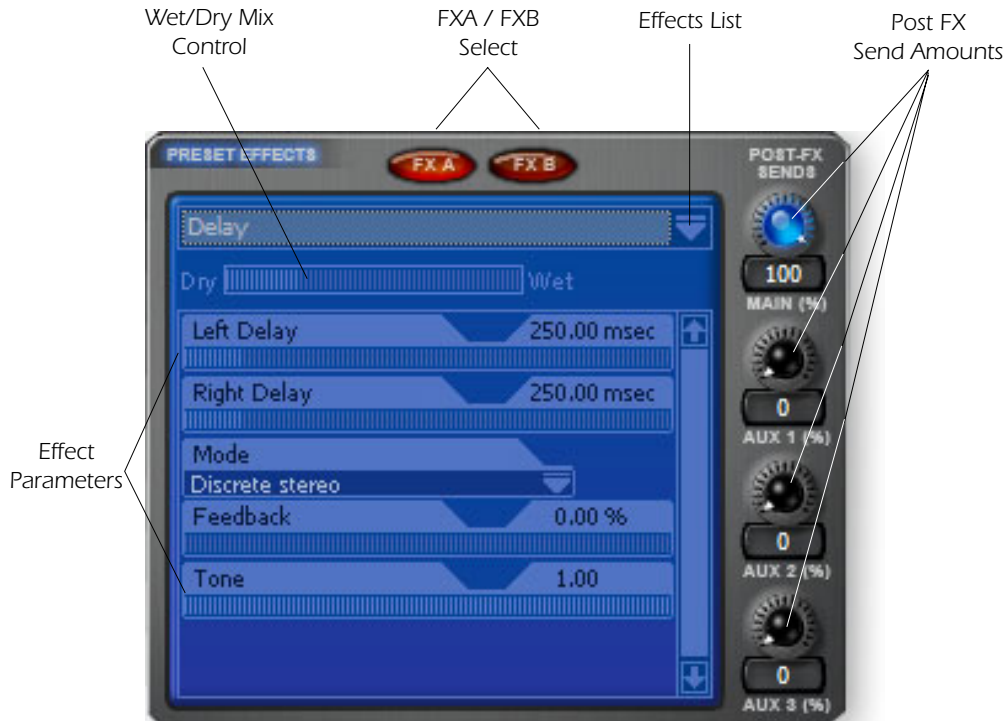 Wet/Dry Mix
Control
FXA / FXB
Select
Effects List
Post FX
Send Amounts
PRESET EFFECTS
FX A
FX B
POST-FX
SENDS
Delay
Dry
Wet
100
MAIN (%)
Left Delay
250.00 msec
Right Delay
250.00 msec
0
AUX 1 (%)
Effect
Parameters
Mode
Discrete stereo
Feedback
0.00 %
0
AUX 2 (%)
Tone
1.00
0
AUX 3 (%)